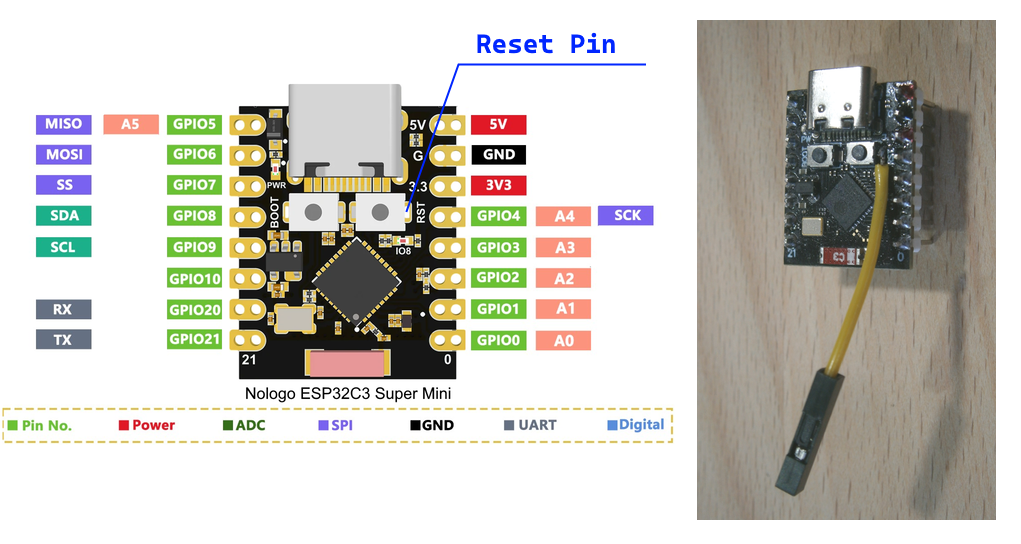 Reset Pin
MISO A5 GPIO5 5V 5V
MOSI GPIO6 G GND
SS GPIO7 PWR 3.3 3V3
SDA GPIO8 BOOT RST GPIO4 A4 SCK
SCL GPIO9 IO8 GPIO3 A3
GPIO10 GPIO2 A2
RX GPIO20 GPIO1 A1
TX GPIO21 GPIO0 A0
21 0
Nologo ESP32C3 Super Mini
Pin No. Power ADC SPI GND UART Digital
21 C3 0